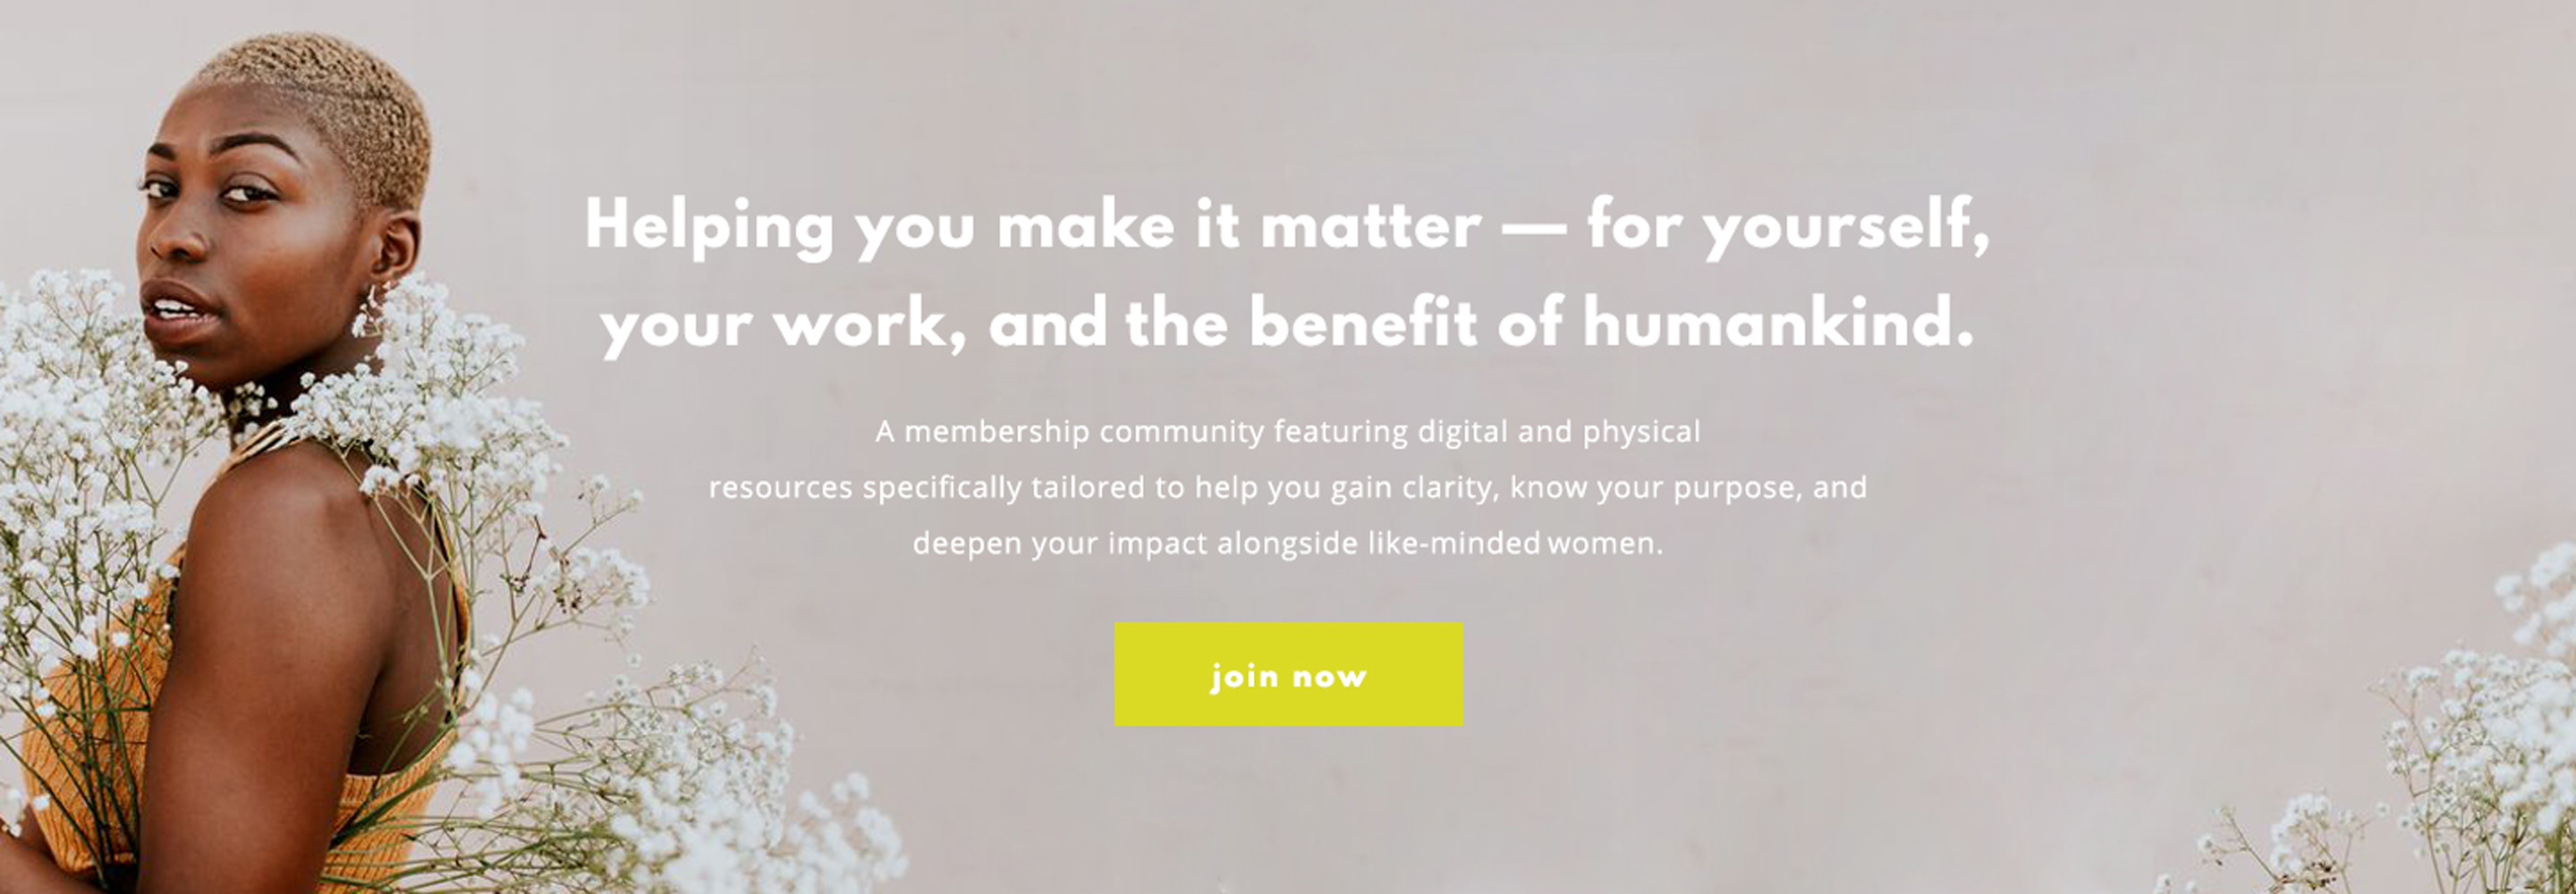 Helping you make it matter — for yourself,
your work, and the benefit of humankind.
A membership community featuring digital and physical
resources specifically tailored to help you gain clarity, know your purpose, and
deepen your impact alongside like-minded women.
join now